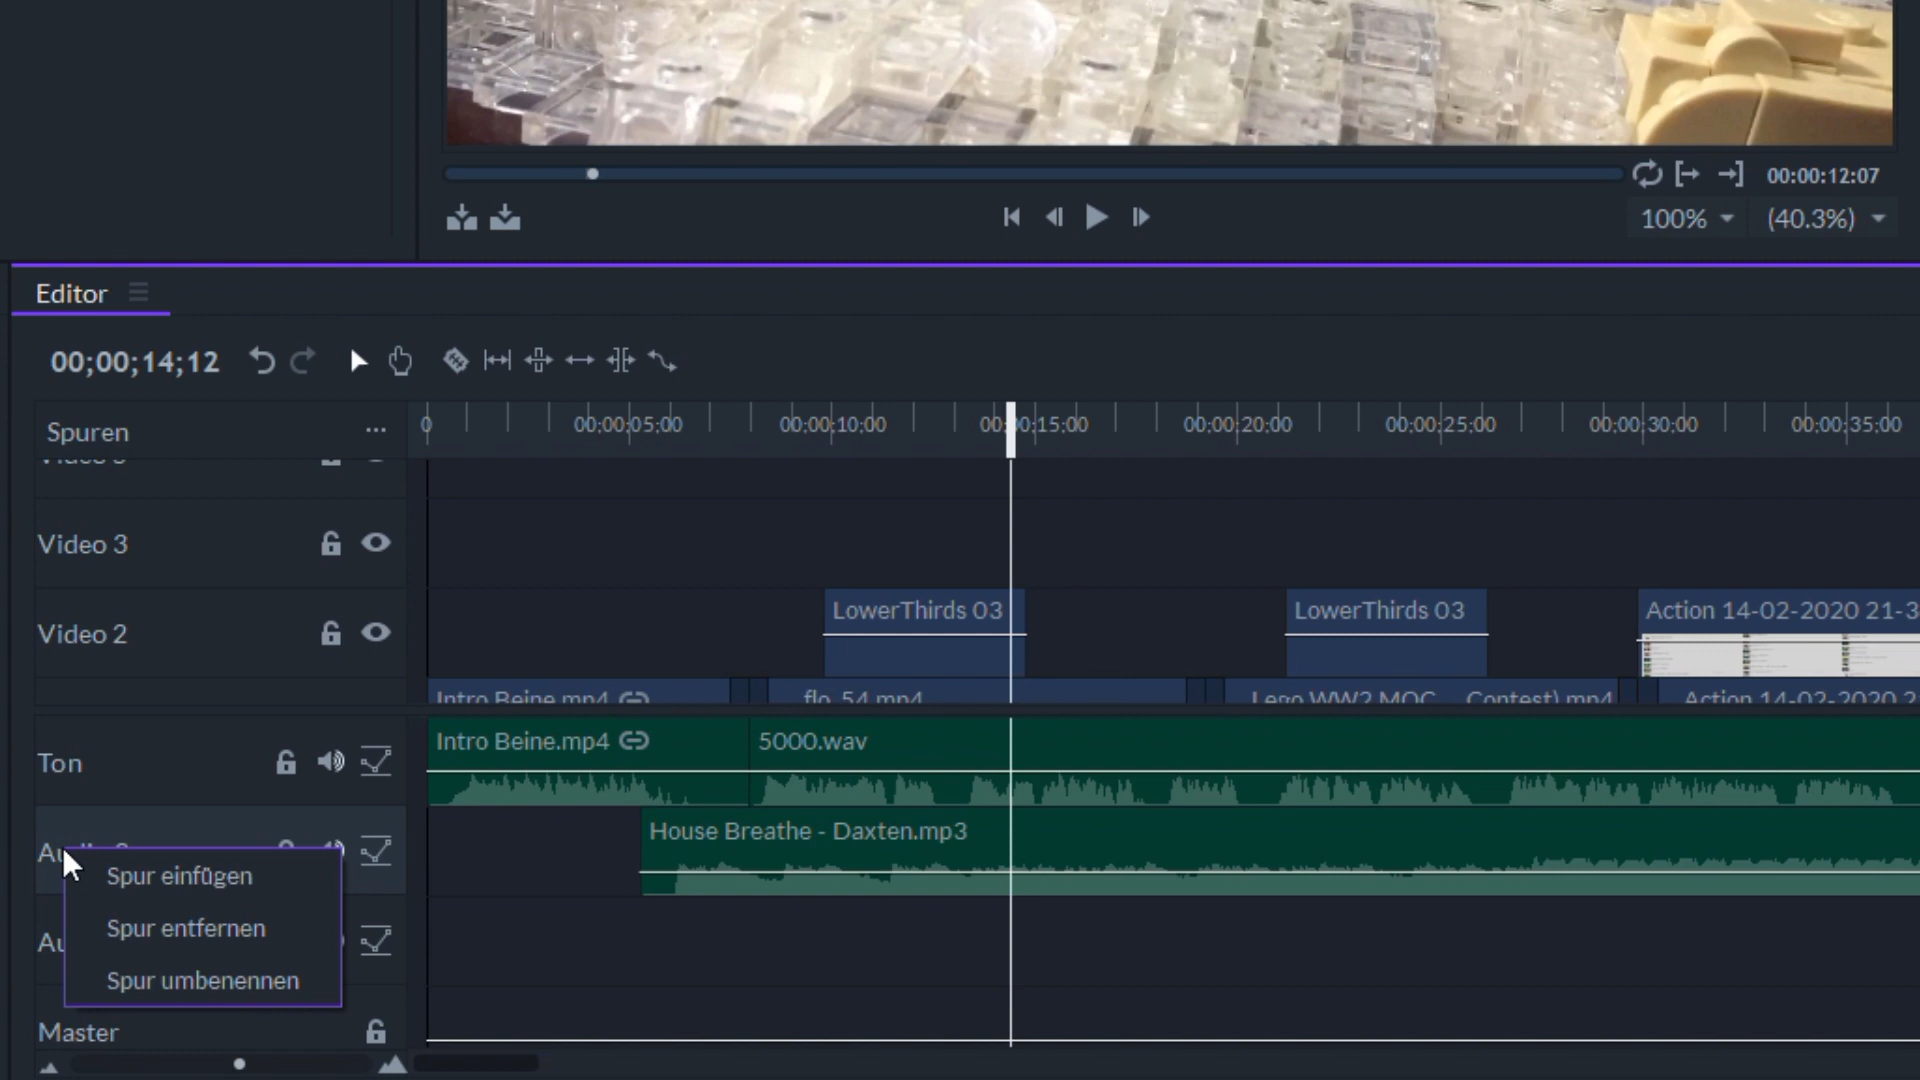 00:00:12:07
100%
(40.3%)
Editor
00;00;14;12
Spuren
0
00;00;05;00
00;00;10;00
00;00;15;00
00;00;20;00
00;00;25;00
00;00;30;00
00;00;35;00
Video 3
LowerThirds 03
LowerThirds 03
Action 14-02-2020 21-3
Video 2
Intro Beine.mp4
flo_54.mp4
Lego WW2 MOC ... Contest).mp4
Action 14-02-2020 2
Ton
Intro Beine.mp4
5000.wav
House Breathe - Daxten.mp3
Spur einfügen
Spur entfernen
Spur umbenennen
Master